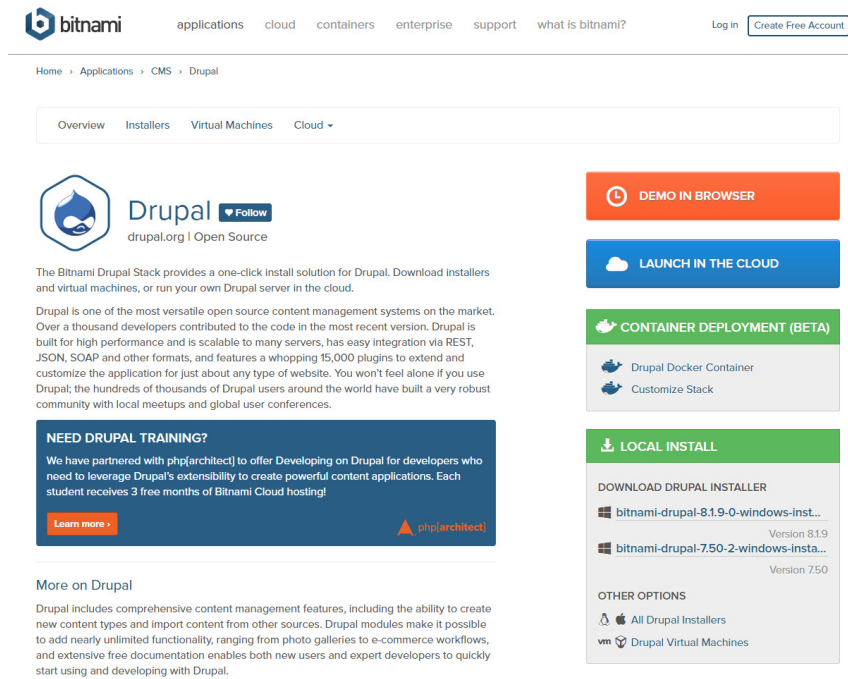 bitnami
applications cloud containers enterprise support what is bitnami?
Log in Create Free Account
Home › Applications › CMS › Drupal
Overview Installers Virtual Machines Cloud
Drupal Follow
drupal.org | Open Source
The Bitnami Drupal Stack provides a one-click install solution for Drupal. Download installers
and virtual machines, or run your own Drupal server in the cloud.
Drupal is one of the most versatile open source content management systems on the market.
Over a thousand developers contributed to the code in the most recent version. Drupal is
built for high performance and is scalable to many servers, has easy integration via REST,
JSON, SOAP and other formats, and features a whopping 15,000 plugins to extend and
customize the application for just about any type of website. You won't feel alone if you use
Drupal; the hundreds of thousands of Drupal users around the world have built a very robust
community with local meetups and global user conferences.
NEED DRUPAL TRAINING?
We have partnered with php[architect] to offer Developing on Drupal for developers who
need to leverage Drupal's extensibility to create powerful content applications. Each
student receives 3 free months of Bitnami Cloud hosting!
Learn more ›
php[architect]
More on Drupal
Drupal includes comprehensive content management features, including the ability to create
new content types and import content from other sources. Drupal modules make it possible
to add nearly unlimited functionality, ranging from photo galleries to e-commerce workflows,
and extensive free documentation enables both new users and expert developers to quickly
start using and developing with Drupal.
DEMO IN BROWSER
LAUNCH IN THE CLOUD
CONTAINER DEPLOYMENT (BETA)
Drupal Docker Container
Customize Stack
LOCAL INSTALL
DOWNLOAD DRUPAL INSTALLER
bitnami-drupal-8.1.9-0-windows-inst...
Version 8.1.9
bitnami-drupal-7.50-2-windows-insta...
Version 7.50
OTHER OPTIONS
All Drupal Installers
vm Drupal Virtual Machines